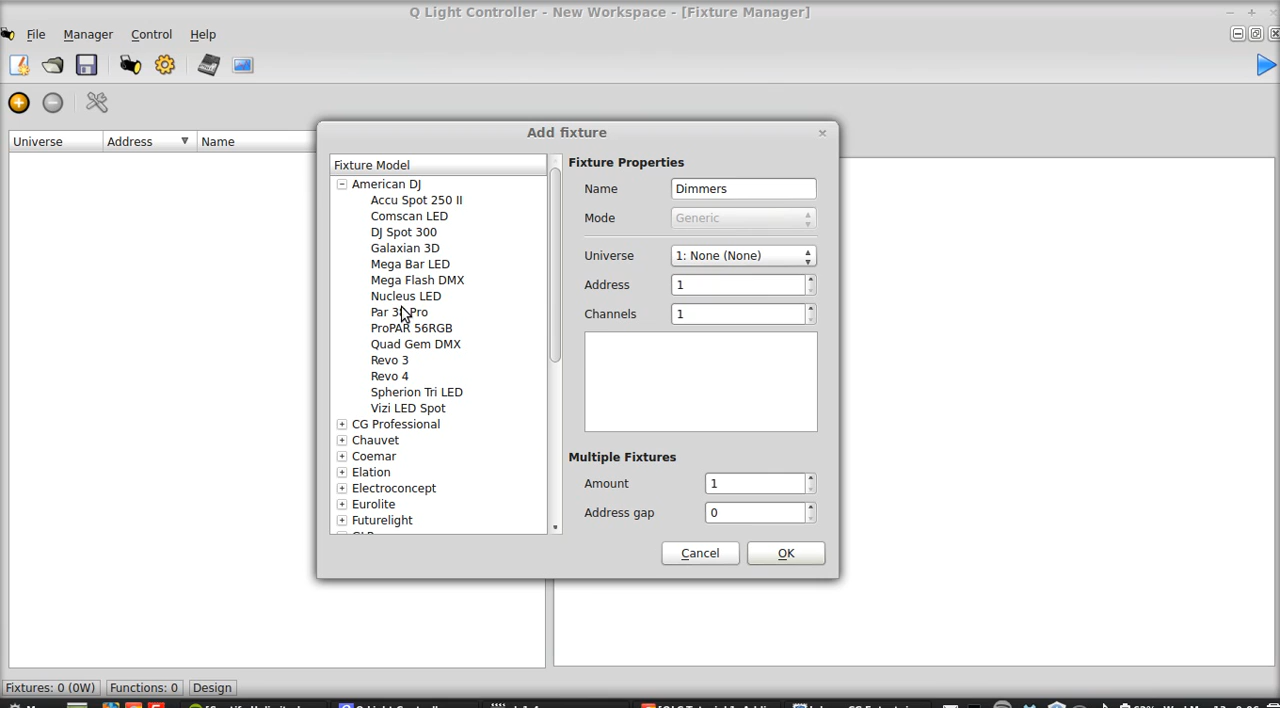 Q Light Controller - New Workspace - [Fixture Manager]
File Manager Control Help
Universe Address Name
Add fixture
Fixture Model
American DJ
Accu Spot 250 II
Comscan LED
DJ Spot 300
Galaxian 3D
Mega Bar LED
Mega Flash DMX
Nucleus LED
Par Pro
ProPAR 56RGB
Quad Gem DMX
Revo 3
Revo 4
Spherion Tri LED
Vizi LED Spot
CG Professional
Chauvet
Coemar
Elation
Electroconcept
Eurolite
Futurelight
Fixture Properties
Name Dimmers
Mode Generic
Universe 1: None (None)
Address 1
Channels 1
Multiple Fixtures
Amount 1
Address gap 0
Cancel OK
Fixtures: 0 (0W) Functions: 0 Design